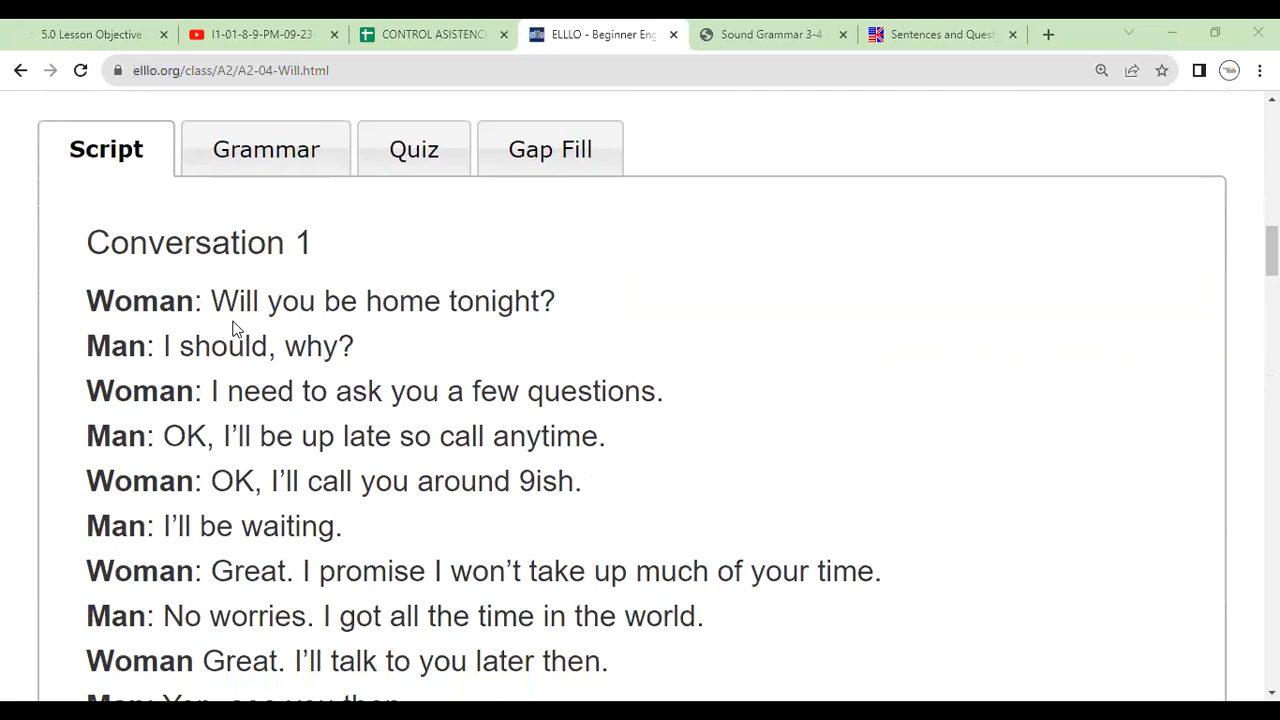 5.0 Lesson Objective
I1-01-8-9-PM-09-23-
CONTROL ASISTENC
ELLLO - Beginner Eng
Sound Grammar 3-4
Sentences and Quest
elllo.org/class/A2/A2-04-Will.html
Script
Grammar
Quiz
Gap Fill
Conversation 1
Woman: Will you be home tonight?
Man: I should, why?
Woman: I need to ask you a few questions.
Man: OK, I’ll be up late so call anytime.
Woman: OK, I’ll call you around 9ish.
Man: I’ll be waiting.
Woman: Great. I promise I won’t take up much of your time.
Man: No worries. I got all the time in the world.
Woman Great. I’ll talk to you later then.